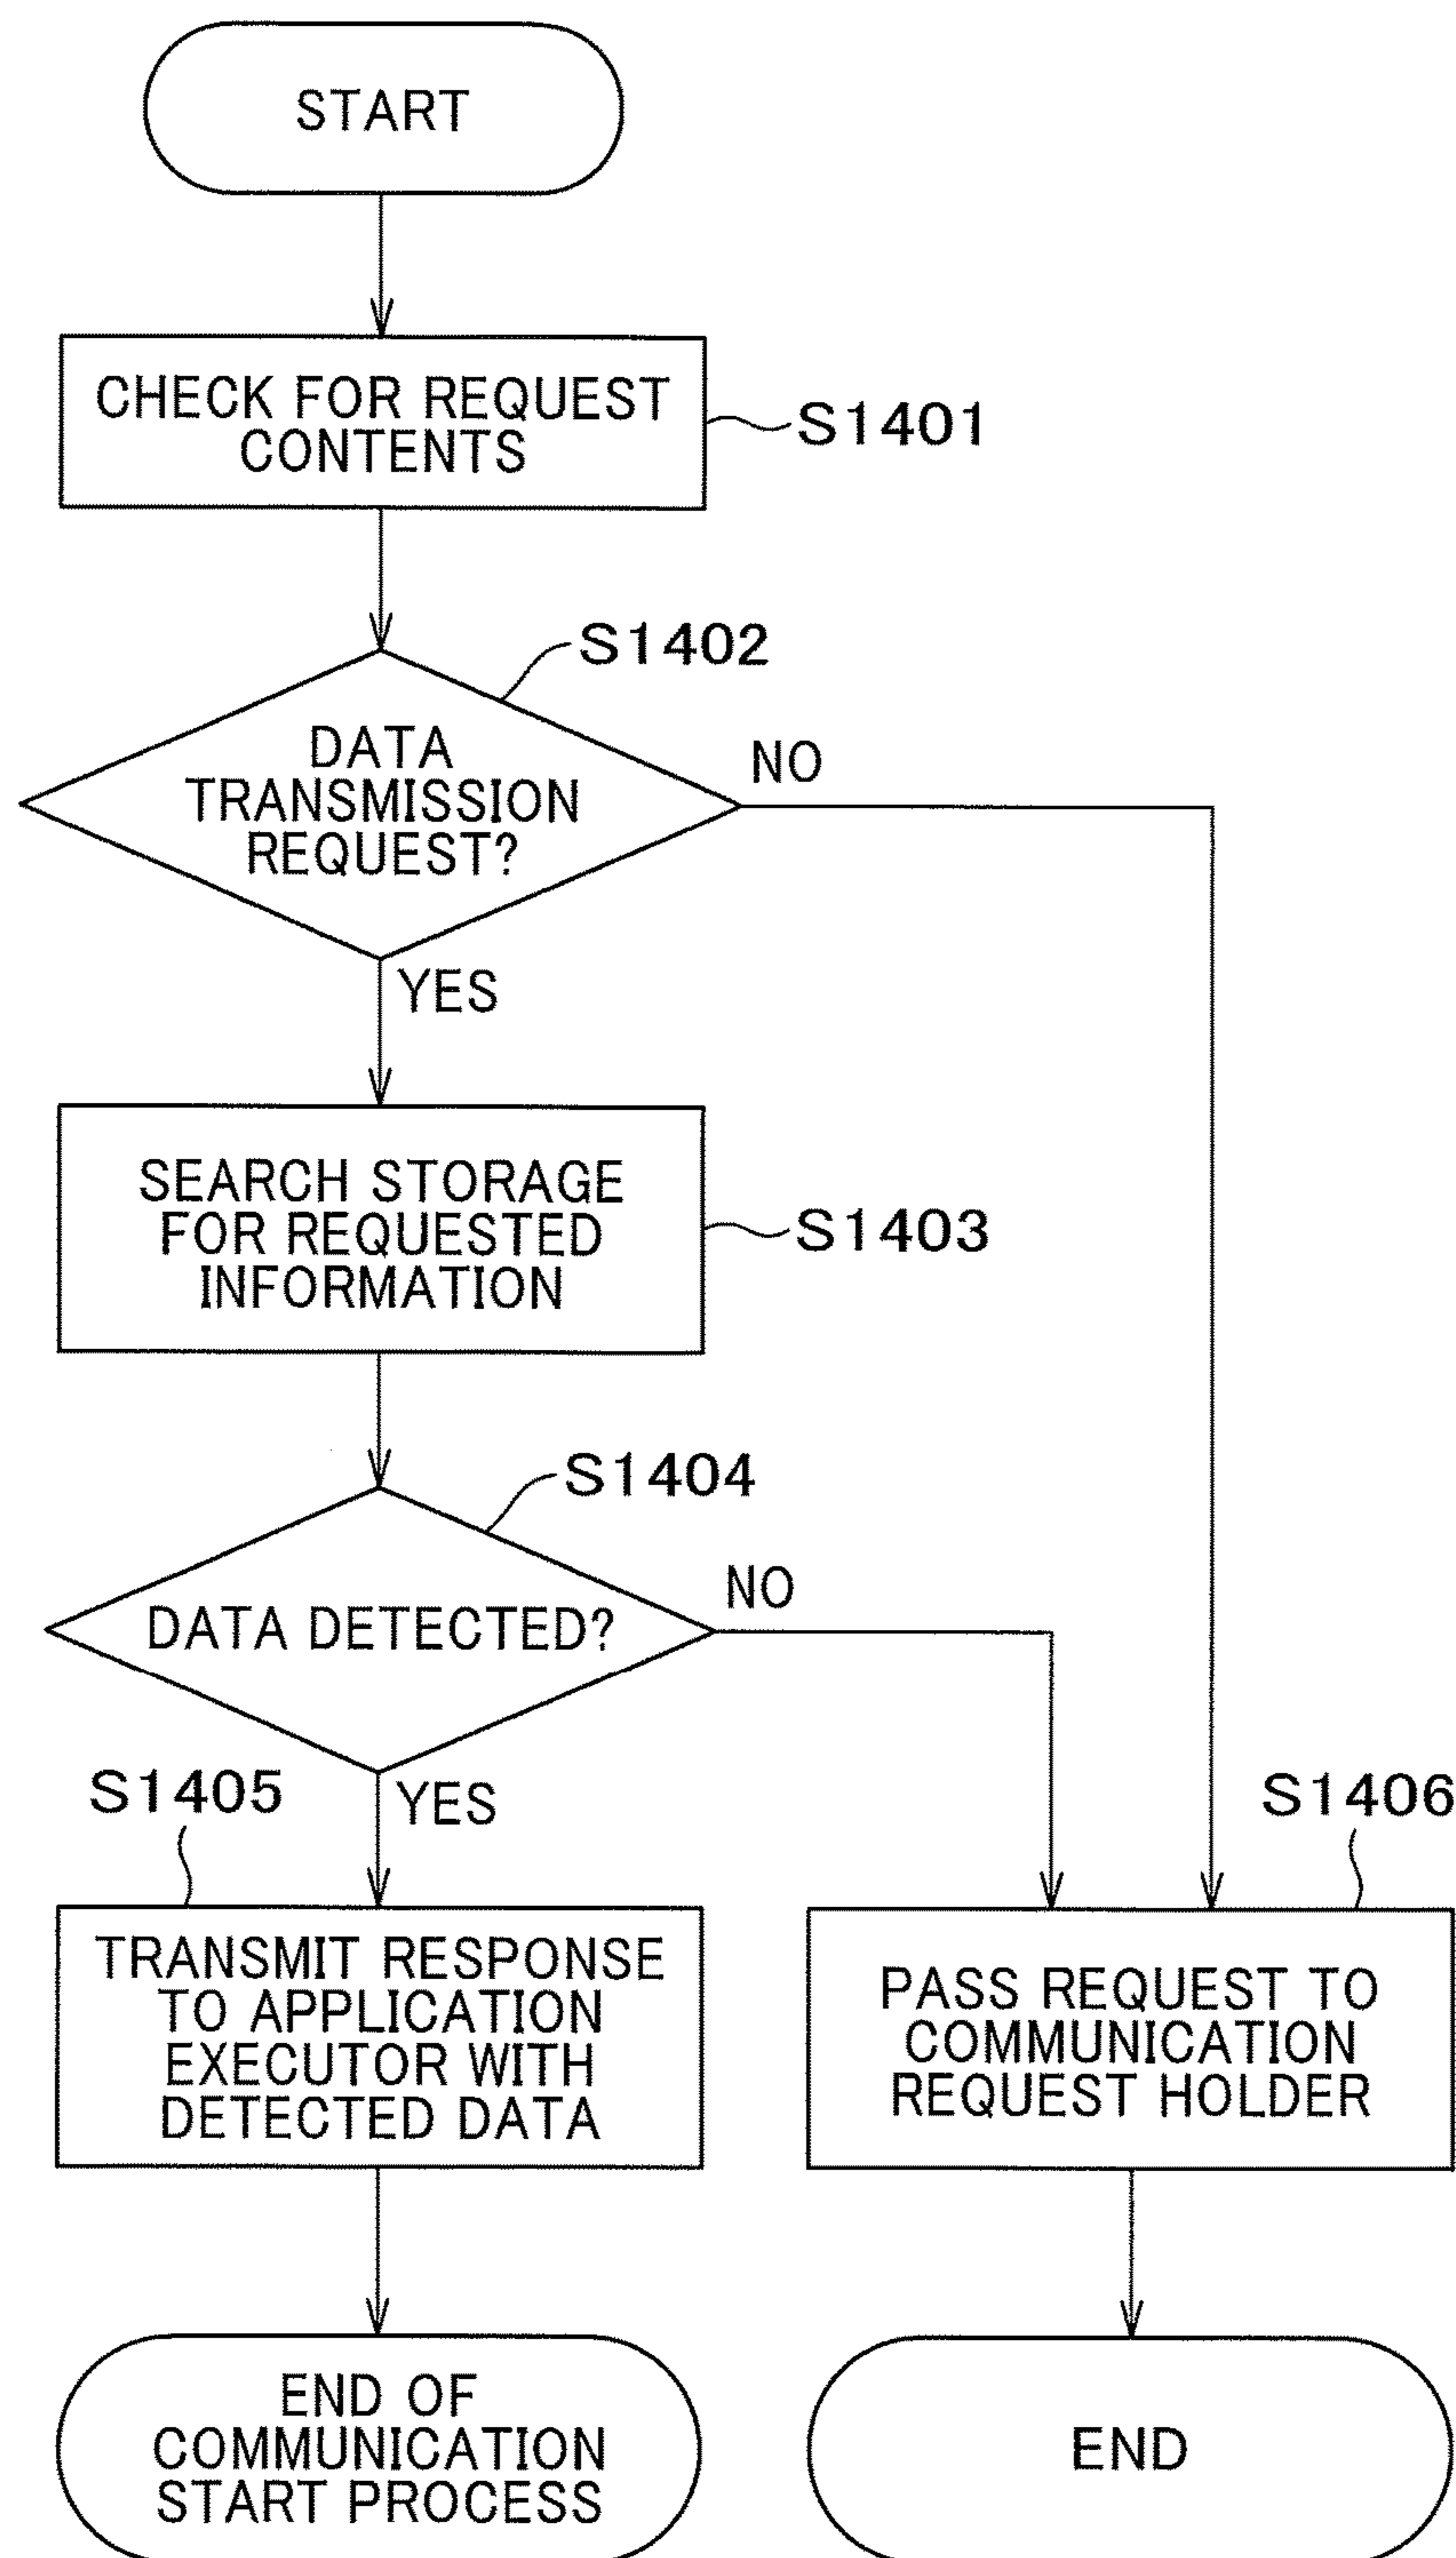 START
CHECK FOR REQUEST
CONTENTS
S1401
S1402
DATA
TRANSMISSION
REQUEST?
NO
YES
SEARCH STORAGE
FOR REQUESTED
INFORMATION
S1403
S1404
DATA DETECTED?
NO
YES
S1405
TRANSMIT RESPONSE
TO APPLICATION
EXECUTOR WITH
DETECTED DATA
S1406
PASS REQUEST TO
COMMUNICATION
REQUEST HOLDER
END OF
COMMUNICATION
START PROCESS
END